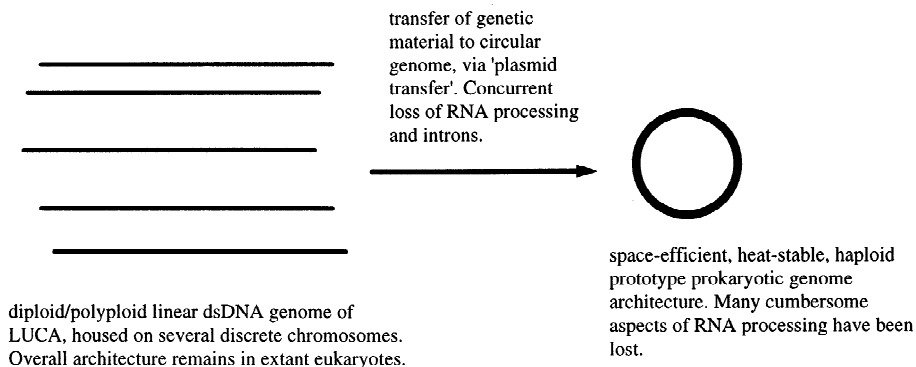 transfer of genetic
material to circular
genome, via 'plasmid
transfer'. Concurrent
loss of RNA processing
and introns.
diploid/polyploid linear dsDNA genome of
LUCA, housed on several discrete chromosomes.
Overall architecture remains in extant eukaryotes.
space-efficient, heat-stable, haploid
prototype prokaryotic genome
architecture. Many cumbersome
aspects of RNA processing have been
lost.